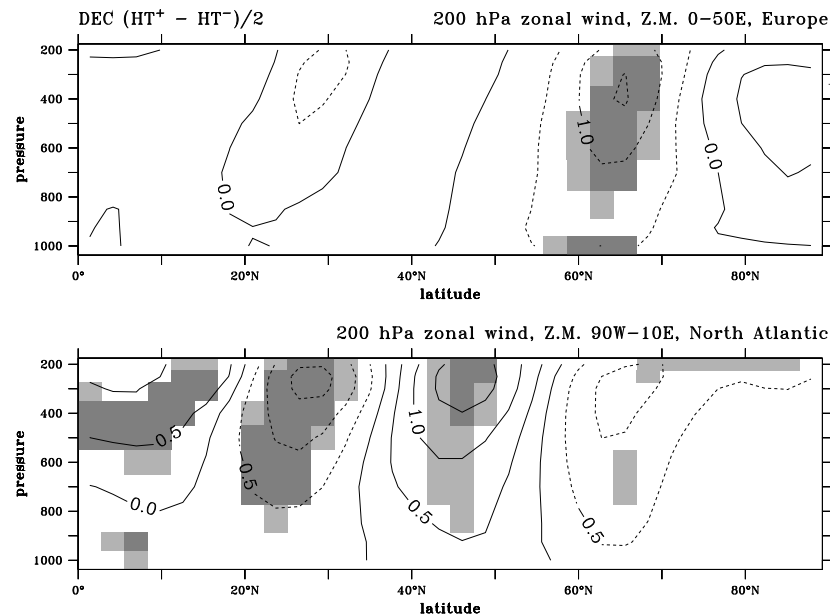 DEC (HT⁺ − HT⁻)/2 200 hPa zonal wind, Z.M. 0-50E, Europe
200
400
600
800
1000
pressure
1.0
0.0
0.0
0° 20°N 40°N 60°N 80°N
latitude
200 hPa zonal wind, Z.M. 90W-10E, North Atlantic
200
400
600
800
1000
pressure
1.0
0.5
0.5
0.0
0.5
0.5
0° 20°N 40°N 60°N 80°N
latitude